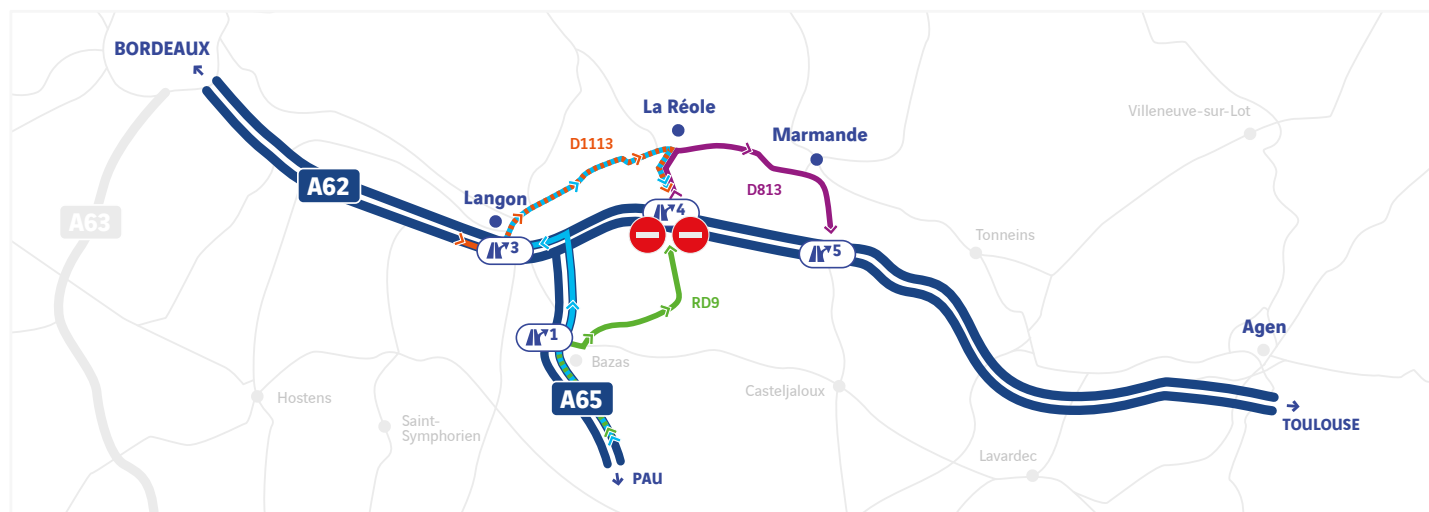 BORDEAUX
La Réole
Villeneuve-sur-Lot
Marmande
D1113
A62
D813
Langon
A63
4
Tonneins
3
5
RD9
Agen
1
Bazas
Casteljaloux
A65
Hostens
Saint-
Symphorien
TOULOUSE
Lavardec
PAU